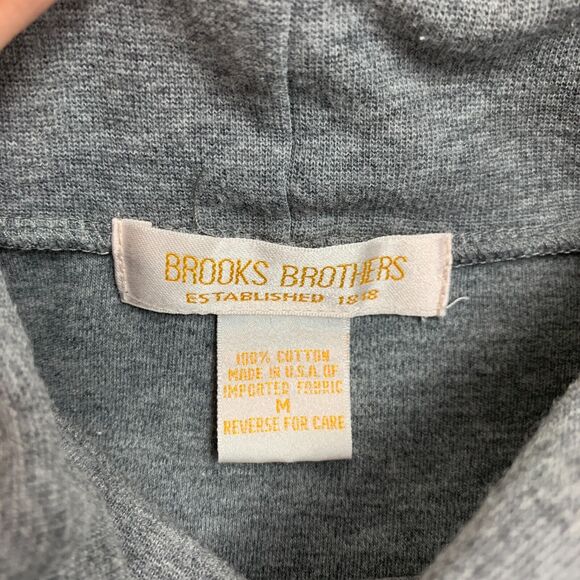 BROOKS BROTHERS
ESTABLISHED 1818
100% COTTON
MADE IN U.S.A. OF
IMPORTED FABRIC
M
REVERSE FOR CARE